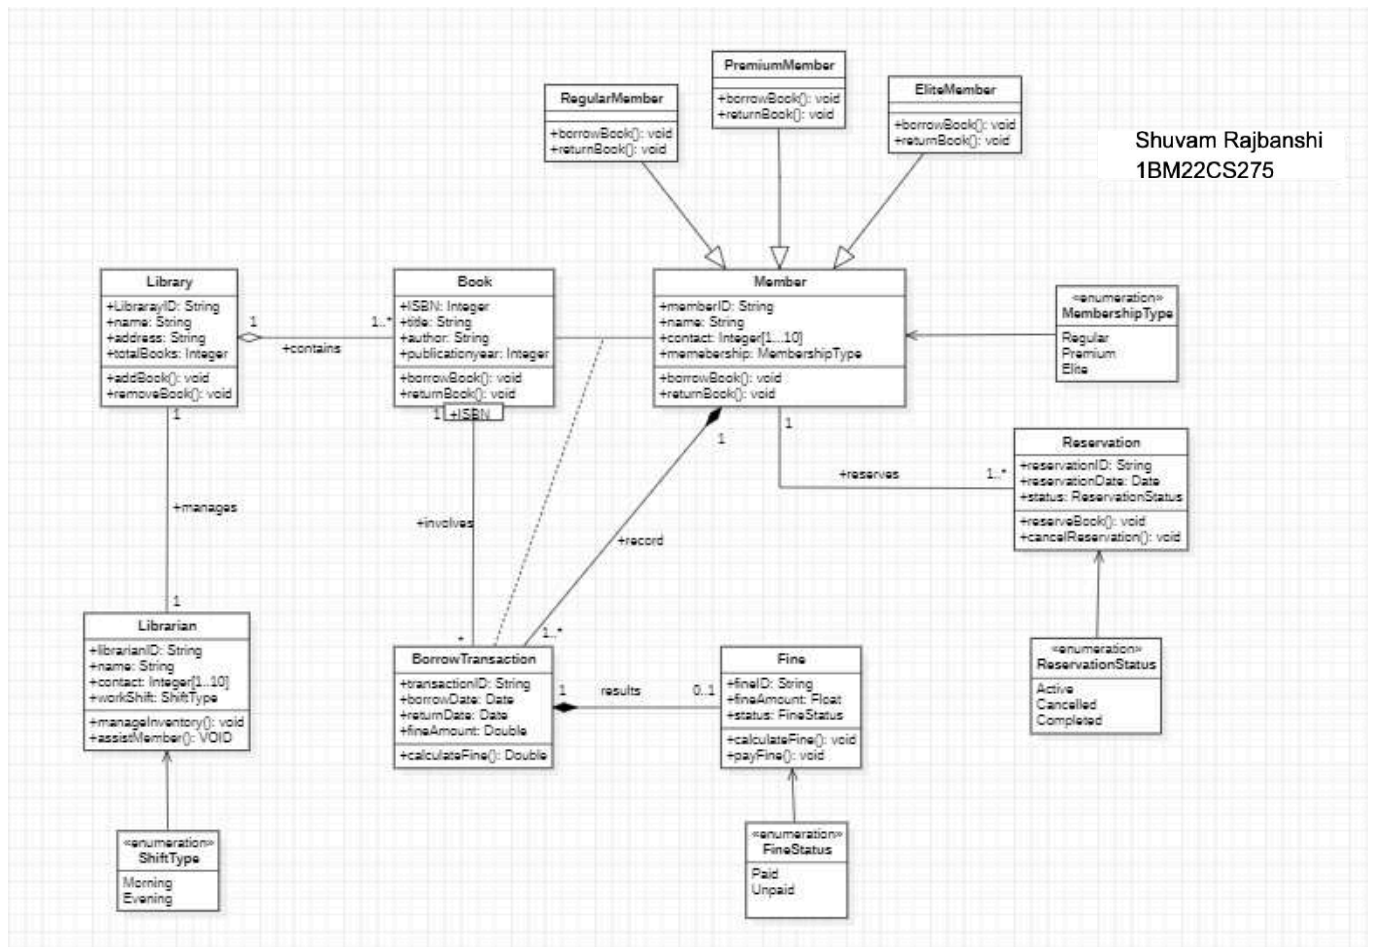 PremiumMember
+borrowBook(): void
+returnBook(): void
RegularMember
+borrowBook(): void
+returnBook(): void
EliteMember
+borrowBook(): void
+returnBook(): void
Shuvam Rajbanshi
1BM22CS275
Library
+LibrarayID: String
+name: String
+address: String
+totalBooks: Integer
+addBook(): void
+removeBook(): void
1
+contains
1..*
Book
+ISBN: Integer
+title: String
+author: String
+publicationyear: Integer
+borrowBook(): void
+returnBook(): void
1
+ISBN
Member
+memberID: String
+name: String
+contact: Integer[1..10]
+memebership: MembershipType
+borrowBook(): void
+returnBook(): void
«enumeration»
MembershipType
Regular
Premium
Elite
1
+manages
1
+involves
*
1
+record
1..*
1
+reserves
1..*
Reservation
+reservationID: String
+reservationDate: Date
+status: ReservationStatus
+reserveBook(): void
+cancelReservation(): void
Librarian
+librarianID: String
+name: String
+contact: Integer[1..10]
+workShift: ShiftType
+manageInventory(): void
+assistMember(): VOID
BorrowTransaction
+transactionID: String
+borrowDate: Date
+returnDate: Date
+fineAmount: Double
+calculateFine(): Double
1
results
0..1
Fine
+fineID: String
+fineAmount: Float
+status: FineStatus
+calculateFine(): void
+payFine(): void
«enumeration»
ReservationStatus
Active
Cancelled
Completed
«enumeration»
ShiftType
Morning
Evening
«enumeration»
FineStatus
Paid
Unpaid